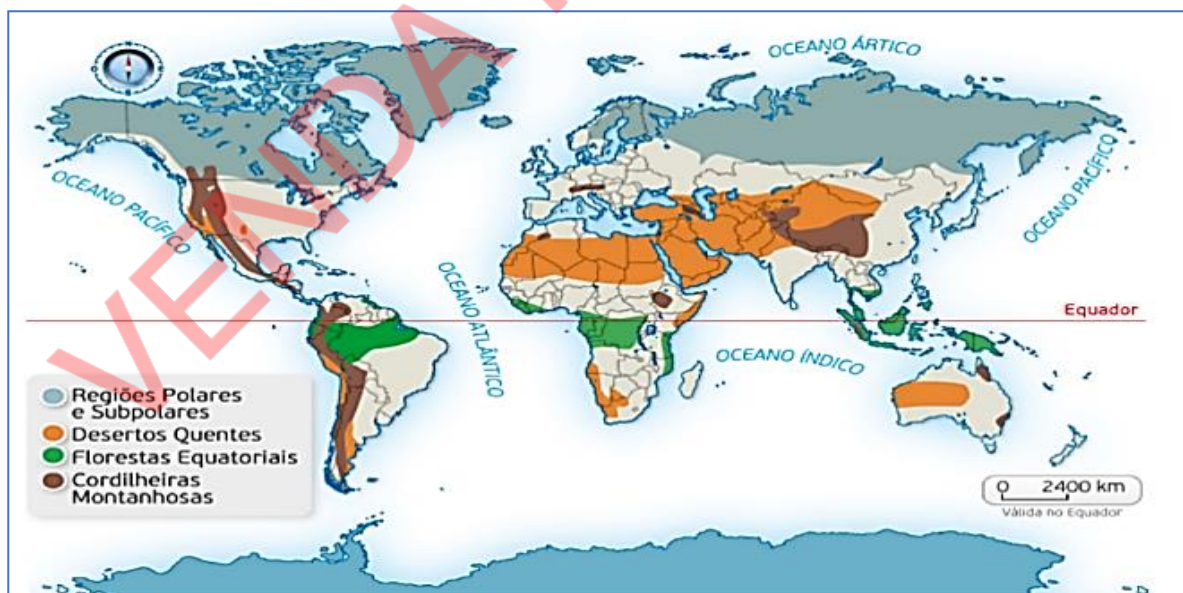 OCEANO ÁRTICO
OCEANO PACÍFICO
OCEANO PACÍFICO
OCEANO ATLÂNTICO
Equador
OCEANO ÍNDICO
Regiões Polares
e Subpolares
Desertos Quentes
Florestas Equatoriais
Cordilheiras
Montanhosas
0 2400 km
Válida no Equador
VENDA